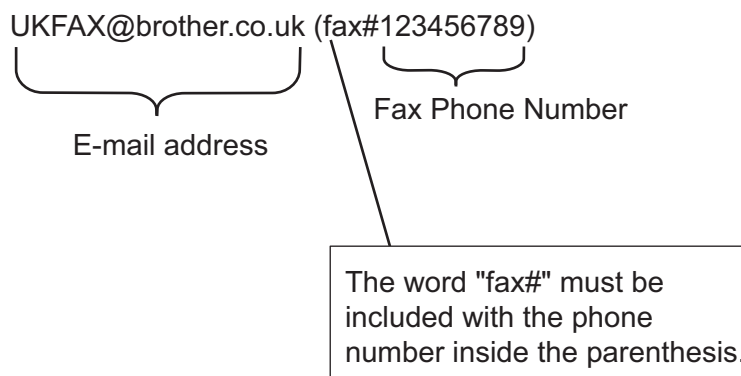 UKFAX@brother.co.uk (fax#123456789)
Fax Phone Number
E-mail address
The word "fax#" must be
included with the phone
number inside the parenthesis.